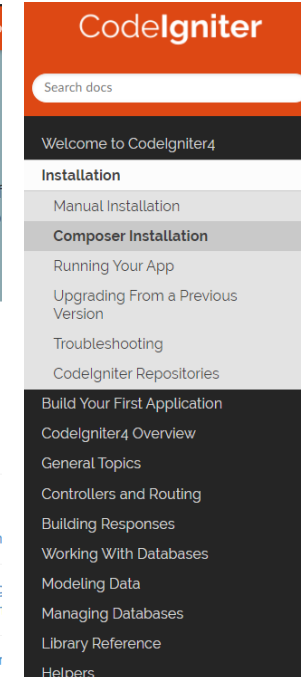 CodeIgniter
Search docs
Welcome to CodeIgniter4
Installation
Manual Installation
Composer Installation
Running Your App
Upgrading From a Previous
Version
Troubleshooting
CodeIgniter Repositories
Build Your First Application
CodeIgniter4 Overview
General Topics
Controllers and Routing
Building Responses
Working With Databases
Modeling Data
Managing Databases
Library Reference
Helpers